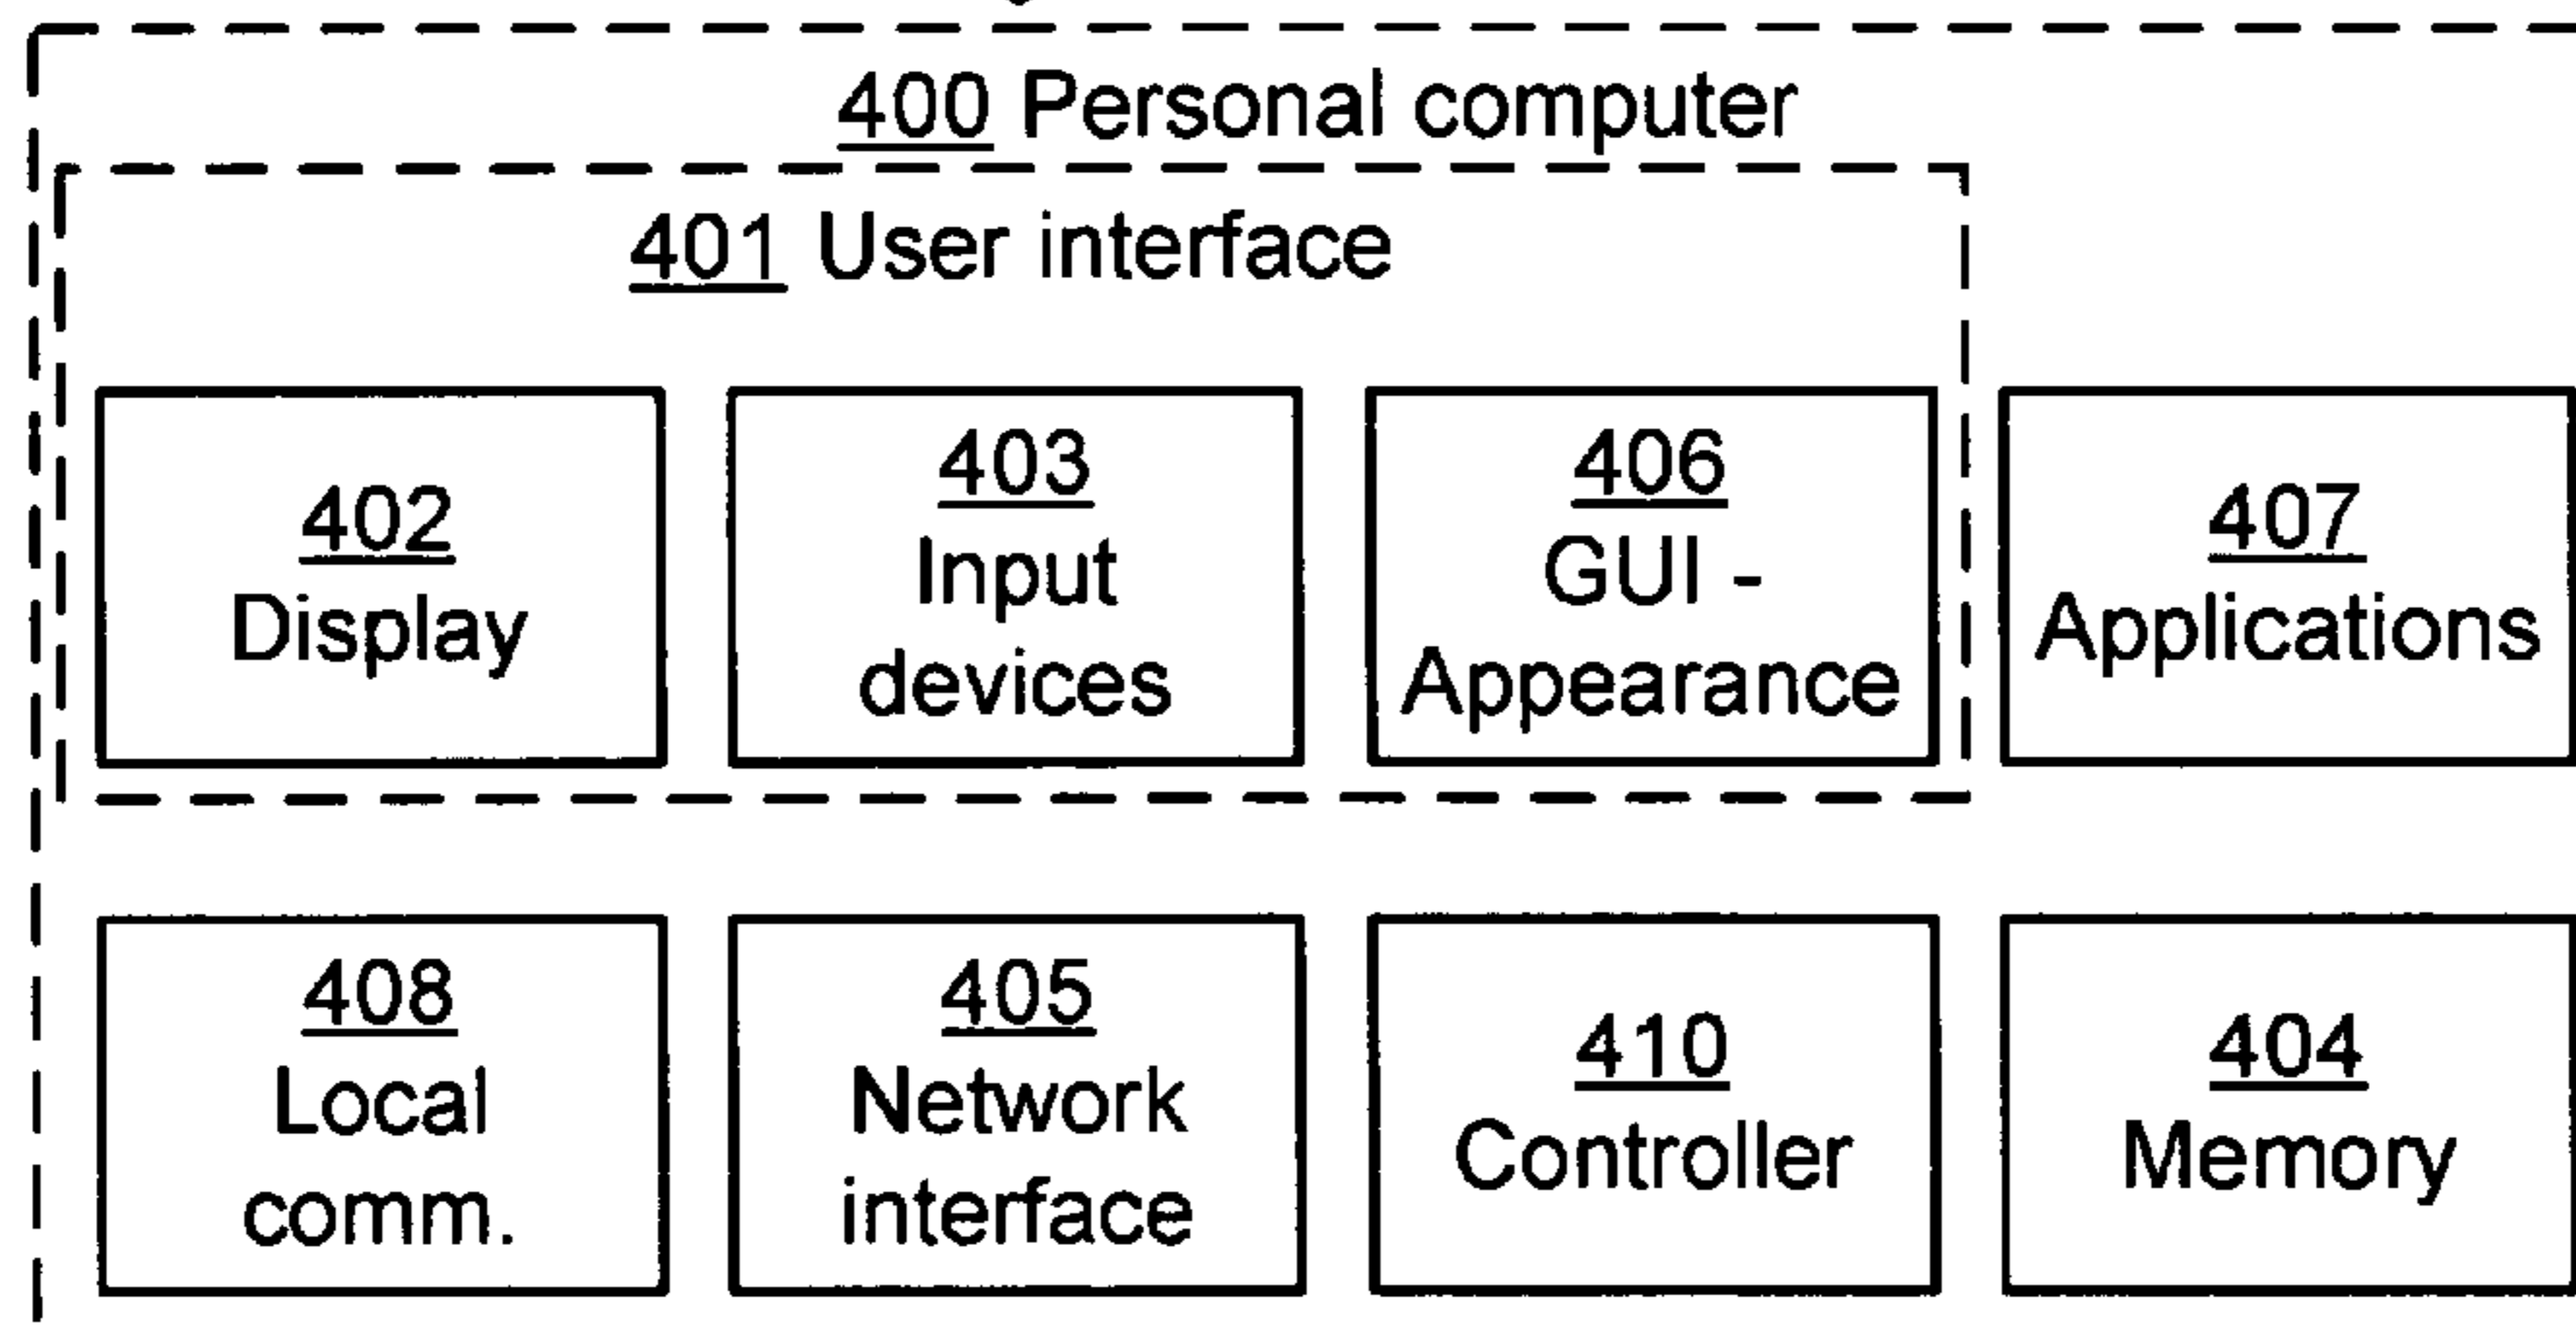 400 Personal computer
401 User interface
402
Display
403
Input
devices
406
GUI -
Appearance
407
Applications
408
Local
comm.
405
Network
interface
410
Controller
404
Memory